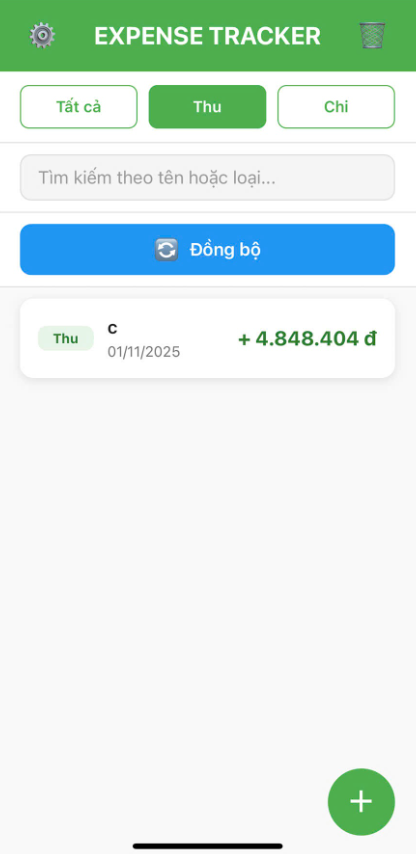 EXPENSE TRACKER
Tất cả
Thu
Chi
Tìm kiếm theo tên hoặc loại...
Đồng bộ
Thu
C
01/11/2025
+ 4.848.404 đ
+